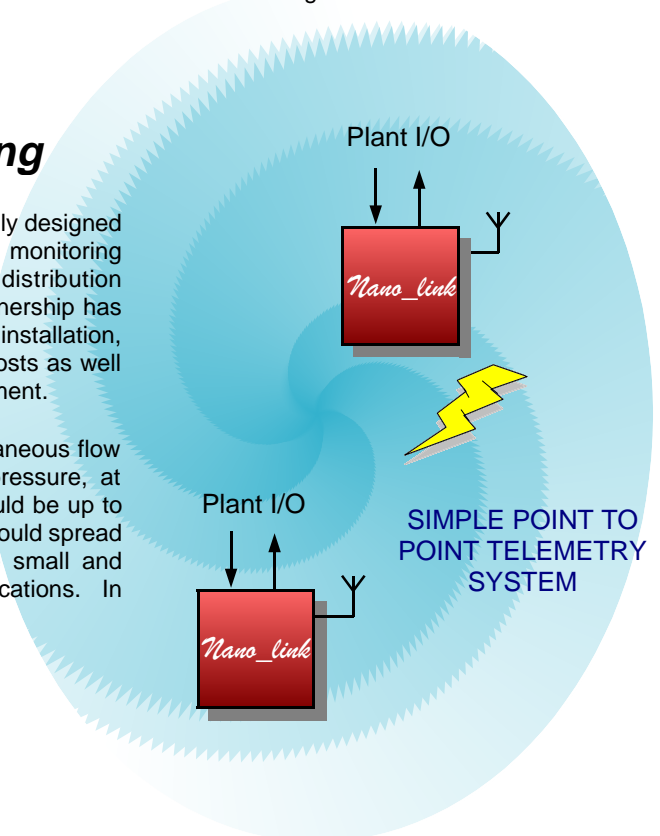 ng
ly designed
monitoring
distribution
nership has
installation,
osts as well
ment.
aneous flow
ressure, at
uld be up to
ould spread
small and
cations. In
Plant I/O
Nano_link
Plant I/O
Nano_link
SIMPLE POINT TO
POINT TELEMETRY
SYSTEM